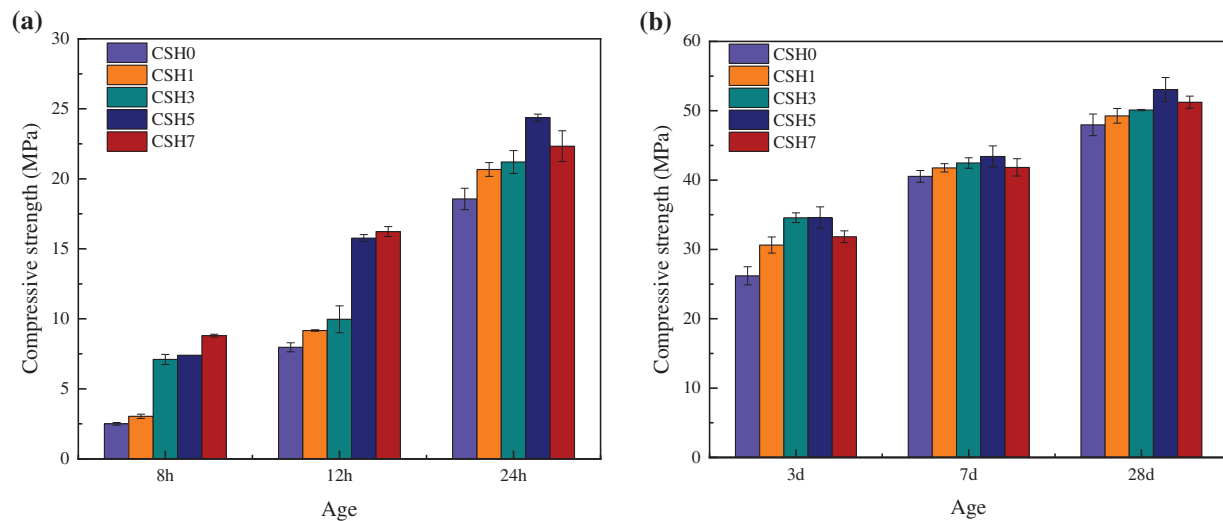 (a)
30
25
20
15
10
5
0
Compressive strength (MPa)
CSH0
CSH1
CSH3
CSH5
CSH7
8h 12h 24h
Age
(b)
60
50
40
30
20
10
0
Compressive strength (MPa)
CSH0
CSH1
CSH3
CSH5
CSH7
3d 7d 28d
Age